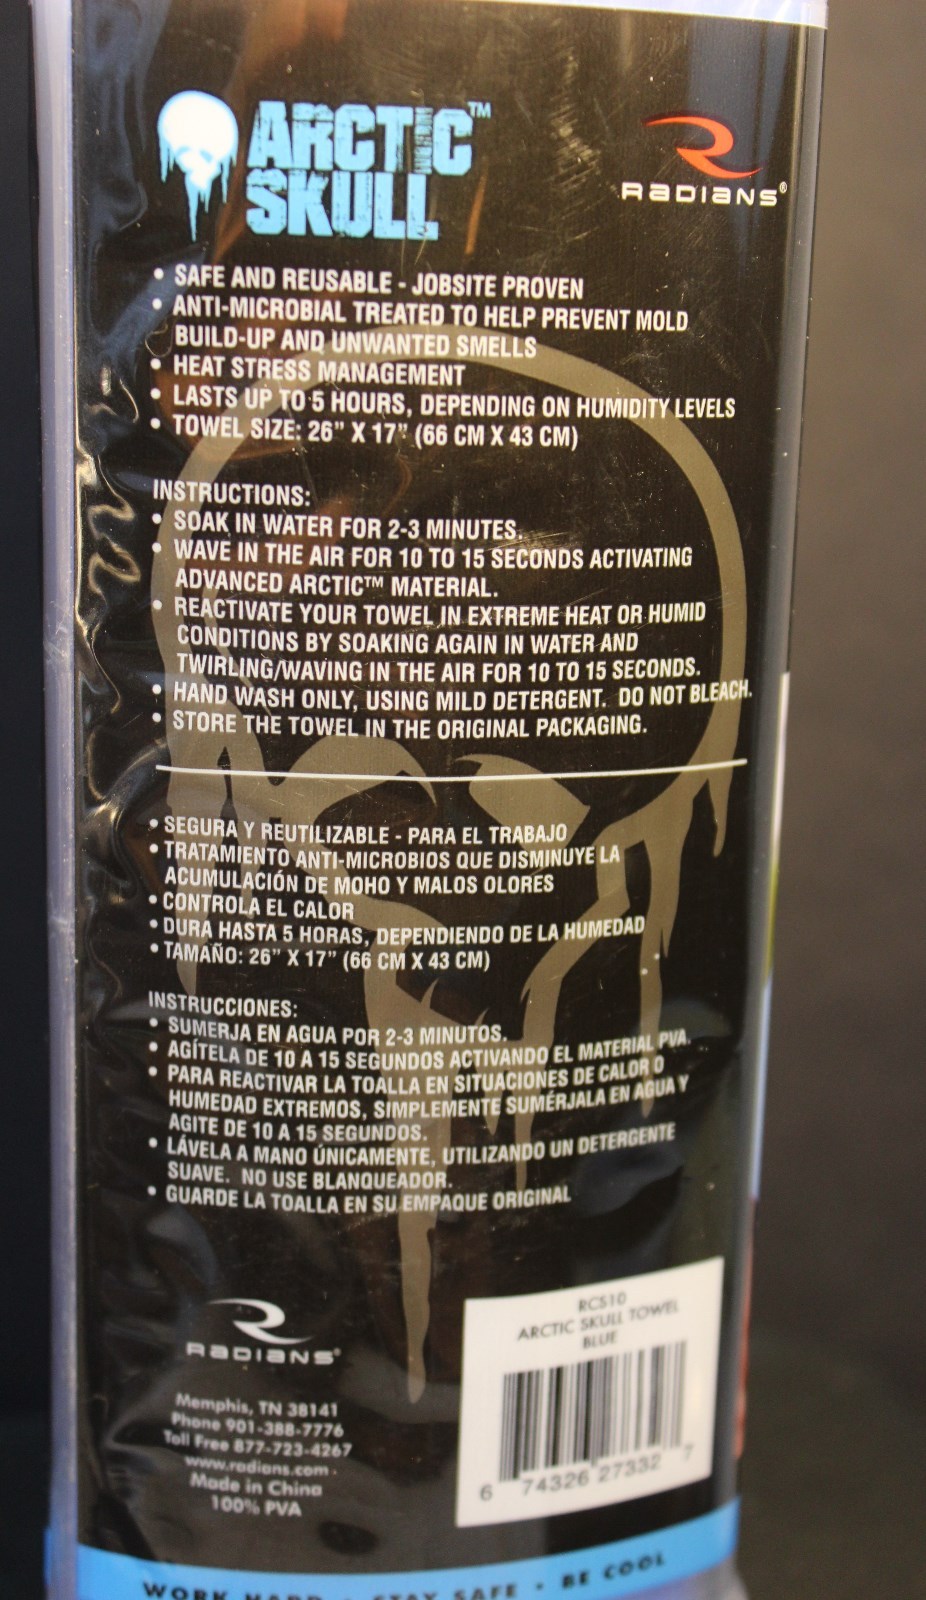 ARCTIC™
SKULL
RADIANS®
• SAFE AND REUSABLE - JOBSITE PROVEN
• ANTI-MICROBIAL TREATED TO HELP PREVENT MOLD
BUILD-UP AND UNWANTED SMELLS
• HEAT STRESS MANAGEMENT
• LASTS UP TO 5 HOURS, DEPENDING ON HUMIDITY LEVELS
• TOWEL SIZE: 26” X 17” (66 CM X 43 CM)
INSTRUCTIONS:
• SOAK IN WATER FOR 2-3 MINUTES.
• WAVE IN THE AIR FOR 10 TO 15 SECONDS ACTIVATING
ADVANCED ARCTIC™ MATERIAL.
• REACTIVATE YOUR TOWEL IN EXTREME HEAT OR HUMID
CONDITIONS BY SOAKING AGAIN IN WATER AND
TWIRLING/WAVING IN THE AIR FOR 10 TO 15 SECONDS.
• HAND WASH ONLY, USING MILD DETERGENT. DO NOT BLEACH.
• STORE THE TOWEL IN THE ORIGINAL PACKAGING.
• SEGURA Y REUTILIZABLE - PARA EL TRABAJO
• TRATAMIENTO ANTI-MICROBIOS QUE DISMINUYE LA
ACUMULACIÓN DE MOHO Y MALOS OLORES
• CONTROLA EL CALOR
• DURA HASTA 5 HORAS, DEPENDIENDO DE LA HUMEDAD
• TAMAÑO: 26” X 17” (66 CM X 43 CM)
INSTRUCCIONES:
• SUMERJA EN AGUA POR 2-3 MINUTOS.
• AGÍTELA DE 10 A 15 SEGUNDOS ACTIVANDO EL MATERIAL PVA.
• PARA REACTIVAR LA TOALLA EN SITUACIONES DE CALOR O
HUMEDAD EXTREMOS, SIMPLEMENTE SUMÉRJALA EN AGUA Y
AGITE DE 10 A 15 SEGUNDOS.
• LÁVELA A MANO ÚNICAMENTE, UTILIZANDO UN DETERGENTE
SUAVE. NO USE BLANQUEADOR.
• GUARDE LA TOALLA EN SU EMPAQUE ORIGINAL
RADIANS®
Memphis, TN 38141
Phone 901-388-7776
Toll Free 877-723-4267
www.radians.com
Made in China
100% PVA
RCS10
ARCTIC SKULL TOWEL
BLUE
6 74326 27332 7
WORK HARD • STAY SAFE • BE COOL